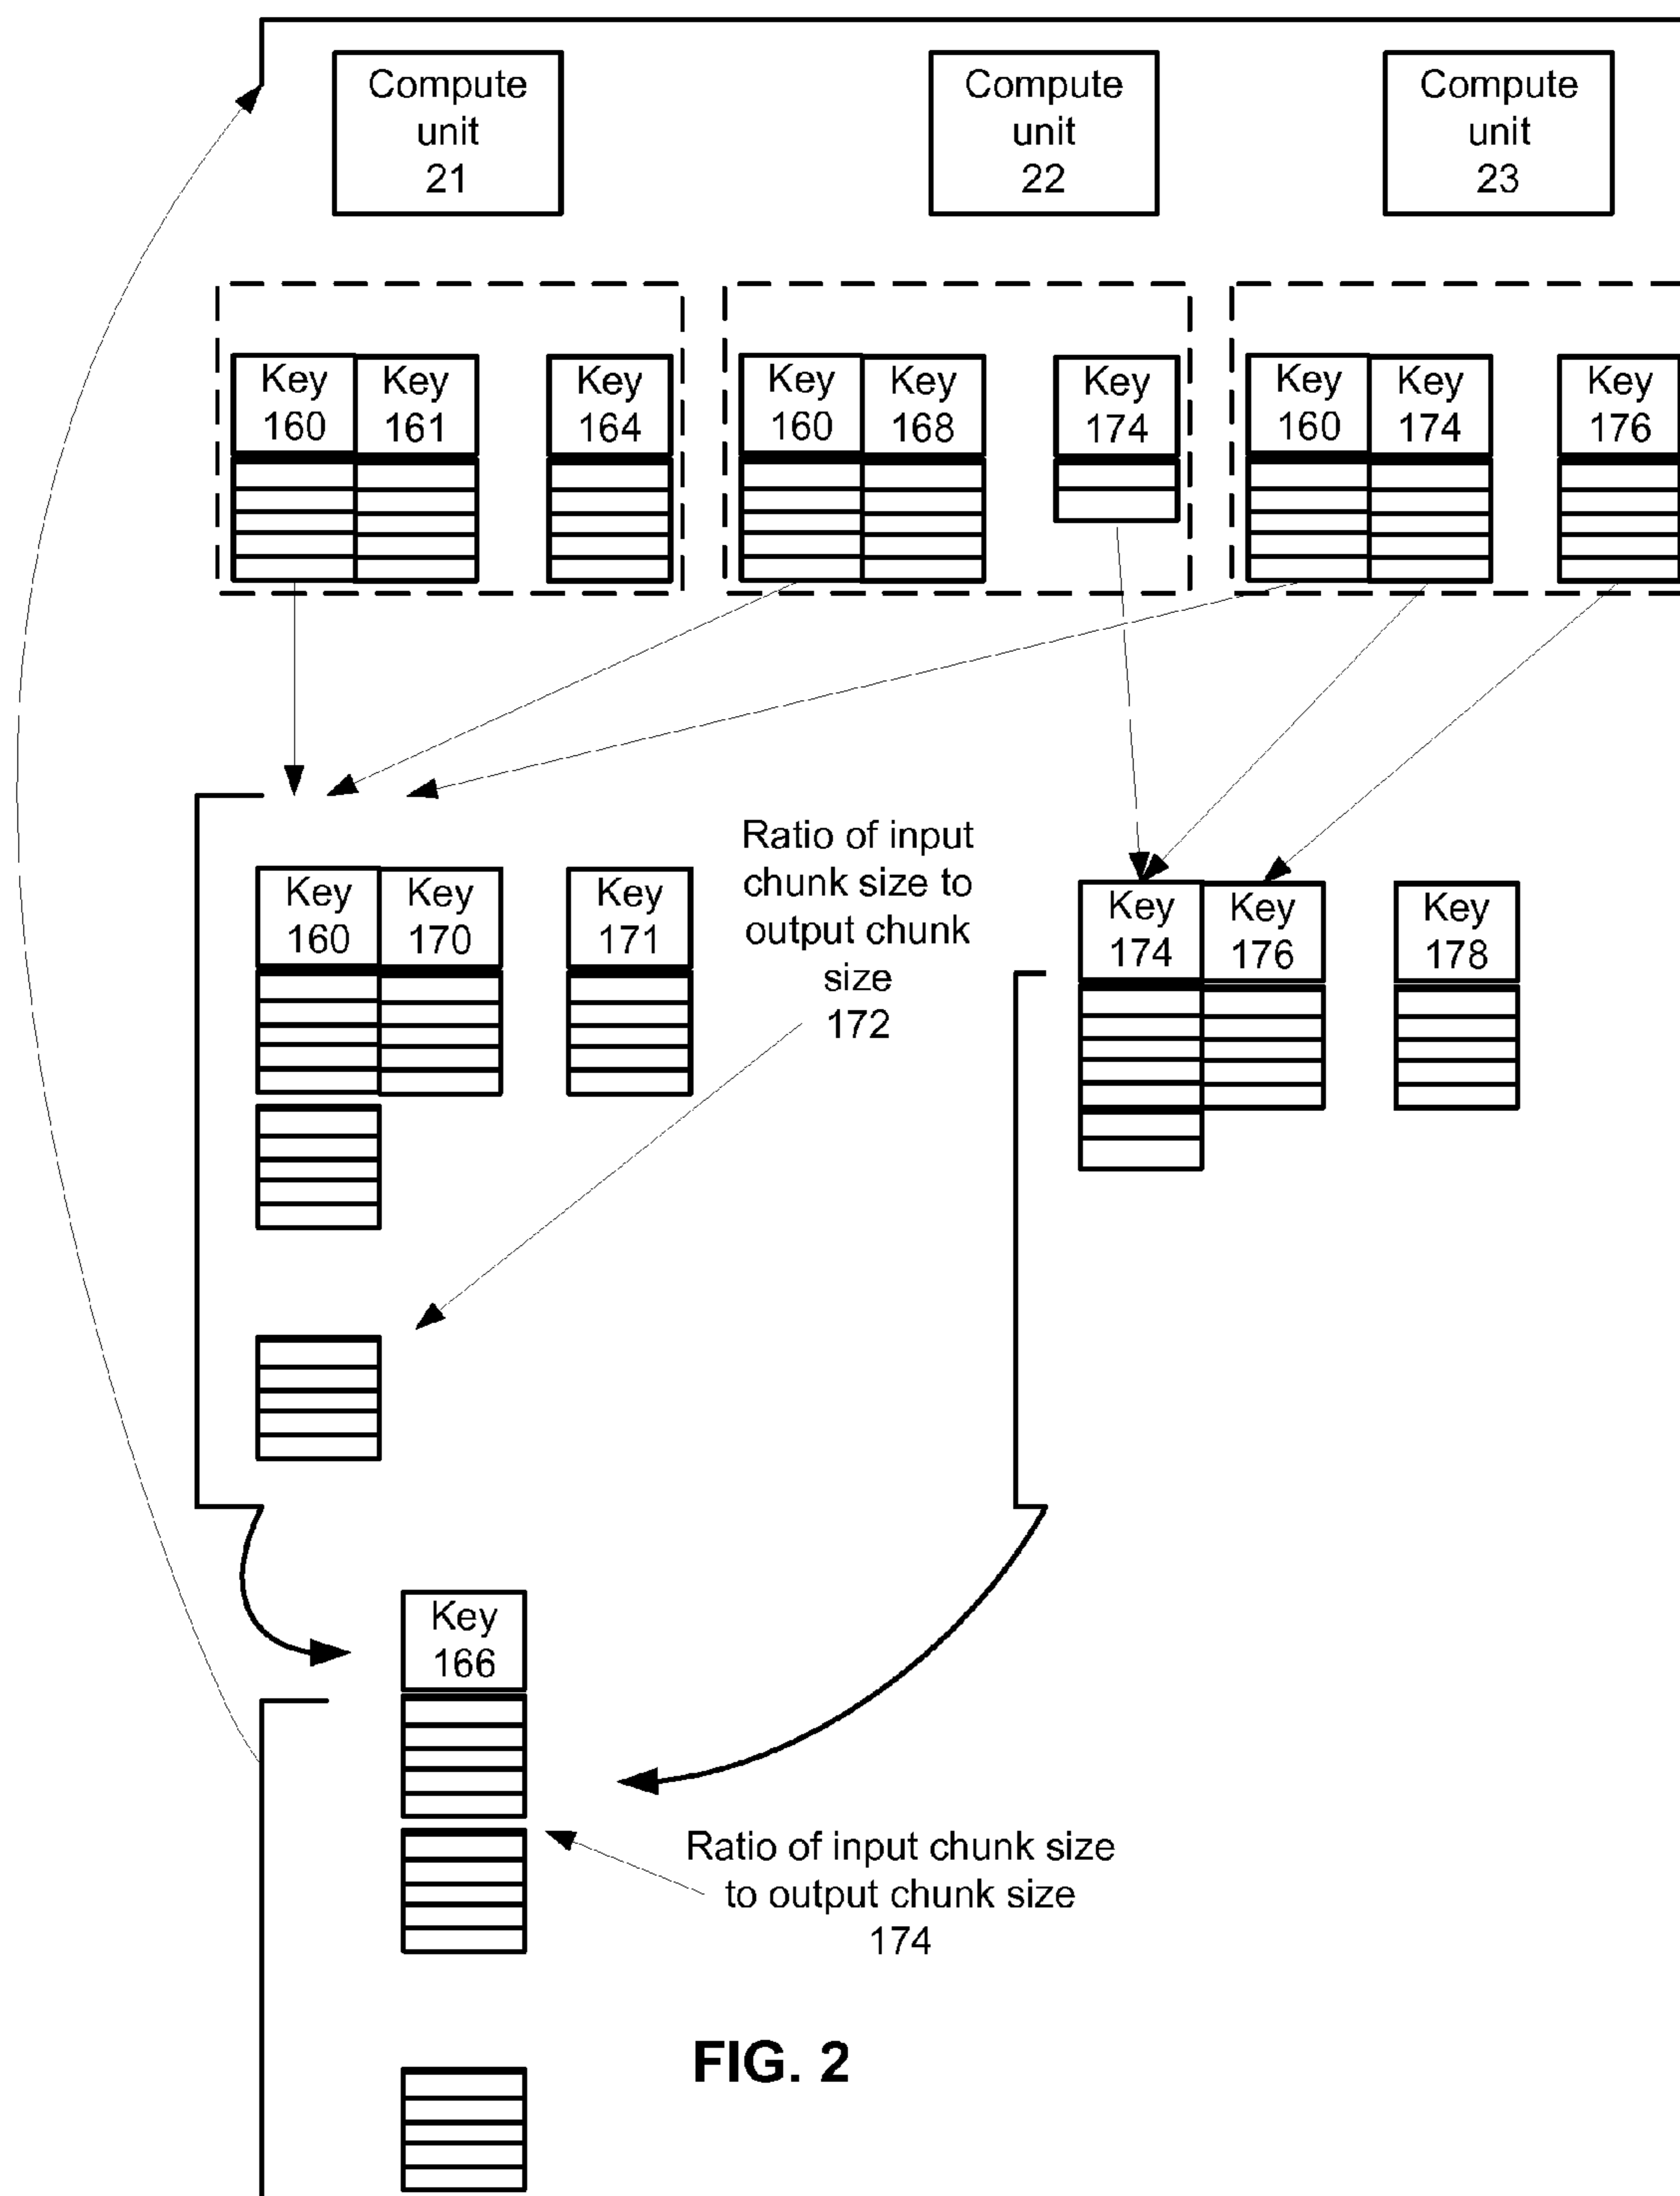 Compute
unit
21
Compute
unit
22
Compute
unit
23
Key
160
Key
161
Key
164
Key
160
Key
168
Key
174
Key
160
Key
174
Key
176
Ratio of input
chunk size to
output chunk
size
172
Key
160
Key
170
Key
171
Key
174
Key
176
Key
178
Key
166
Ratio of input chunk size
to output chunk size
174
FIG. 2